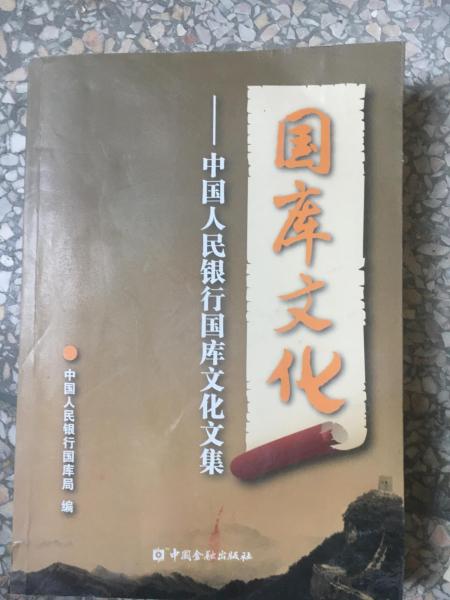 国库文化
——中国人民银行国库文化文集
中国人民银行国库局 编
中国金融出版社